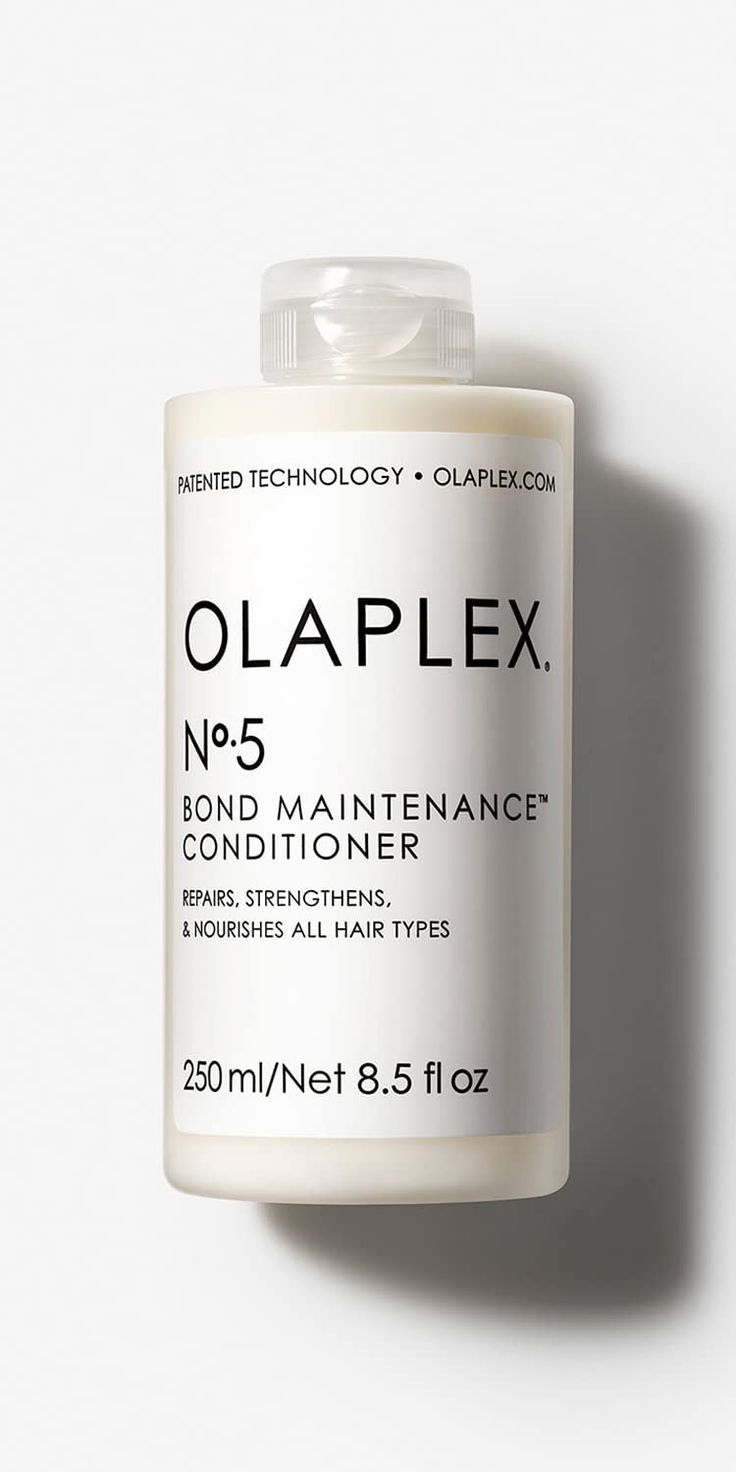 PATENTED TECHNOLOGY • OLAPLEX.COM
OLAPLEX®
Nº.5
BOND MAINTENANCE™
CONDITIONER
REPAIRS, STRENGTHENS,
& NOURISHES ALL HAIR TYPES
250 ml/Net 8.5 fl oz